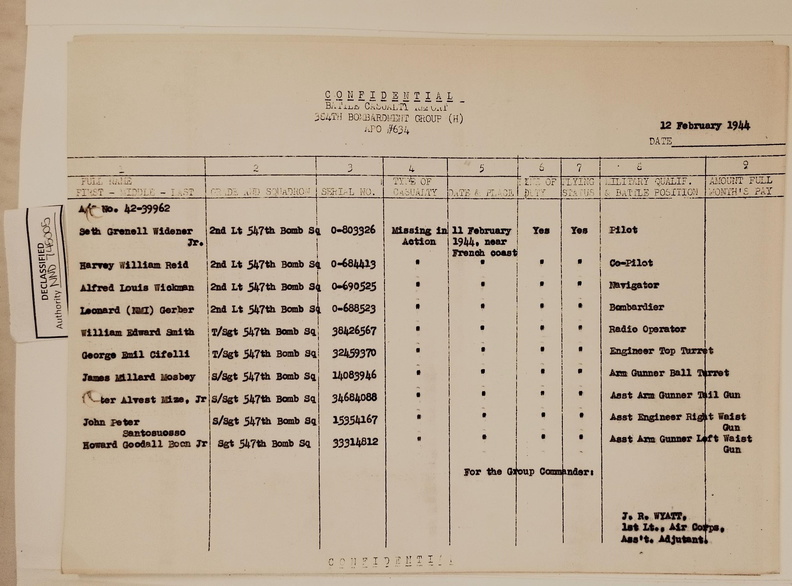 CONFIDENTIAL
BATTLE CASUALTY REPORT
384TH BOMBARDMENT GROUP (H)
APO #634
12 February 1944
DATE
1 2 3 4 5 6 7 8 9
FULL NAME TYPE OF LINE OF FLYING MILITARY QUALIF. AMOUNT FULL
FIRST - MIDDLE - LAST GRADE AND SQUADRON SERIAL NO. CASUALTY DATE & PLACE DUTY STATUS & BATTLE POSITION MONTH'S PAY
A/C No. 42-39962
Seth Grenell Widener 2nd Lt 547th Bomb Sq 0-803326 Missing in 11 February Yes Yes Pilot
Jr. Action 1944, near
French coast
Harvey William Reid 2nd Lt 547th Bomb Sq 0-684413 " " " " Co-Pilot
Alfred Louis Wickman 2nd Lt 547th Bomb Sq 0-690525 " " " " Navigator
Leonard (NMI) Gerber 2nd Lt 547th Bomb Sq 0-688523 " " " " Bombardier
William Edward Smith T/Sgt 547th Bomb Sq 38426567 " " " " Radio Operator
George Emil Cifelli T/Sgt 547th Bomb Sq 32459370 " " " " Engineer Top Turret
James Millard Mosbey S/Sgt 547th Bomb Sq 14083946 " " " " Arm Gunner Ball Turret
ter Alvest Mize, Jr S/Sgt 547th Bomb Sq 34684088 " " " " Asst Arm Gunner Tail Gun
John Peter S/Sgt 547th Bomb Sq 15354167 " " " " Asst Engineer Right Waist
Santosuosso Gun
Howard Goodall Boon Jr Sgt 547th Bomb Sq 33314812 " " " " Asst Arm Gunner Left Waist
Gun
For the Group Commander:
J. R. WYATT,
1st Lt., Air Corps,
Ass't. Adjutant.
CONFIDENTIAL
DECLASSIFIED
Authority NND 745005